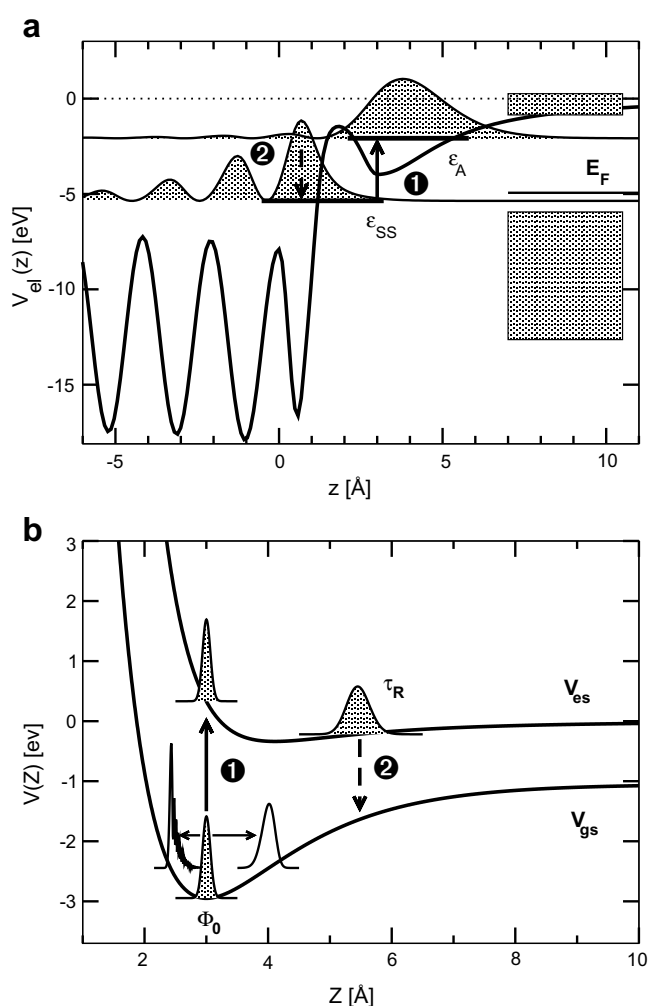 a
0
-5
-10
-15
V_el(z) [eV]
❷
❶
ε_A
ε_SS
E_F
-5 0 5 10
z [Å]
b
3
2
1
0
-1
-2
-3
V(Z) [ev]
τ_R
V_es
❶
❷
V_gs
Φ_0
2 4 6 8 10
Z [Å]